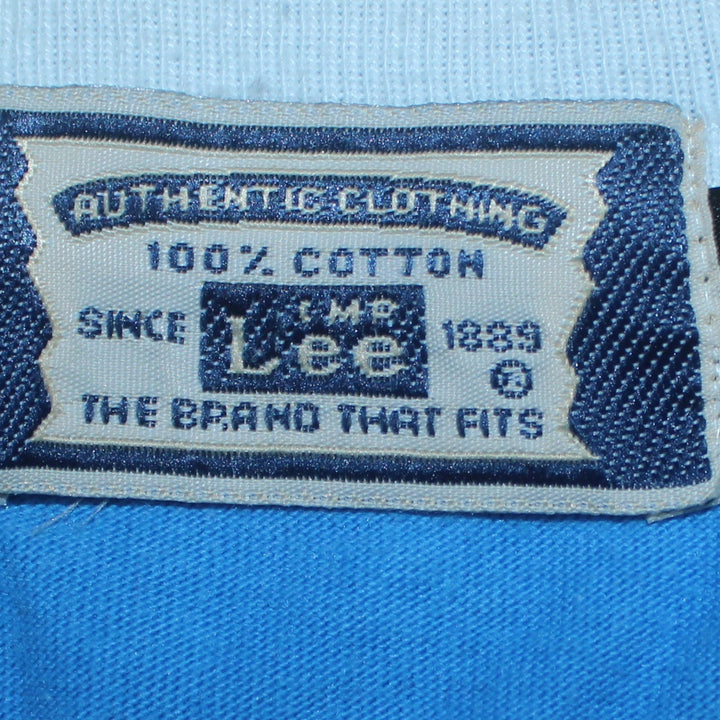 AUTHENTIC CLOTHING
100% COTTON
SINCE Lee 1889
®
THE BRAND THAT FITS